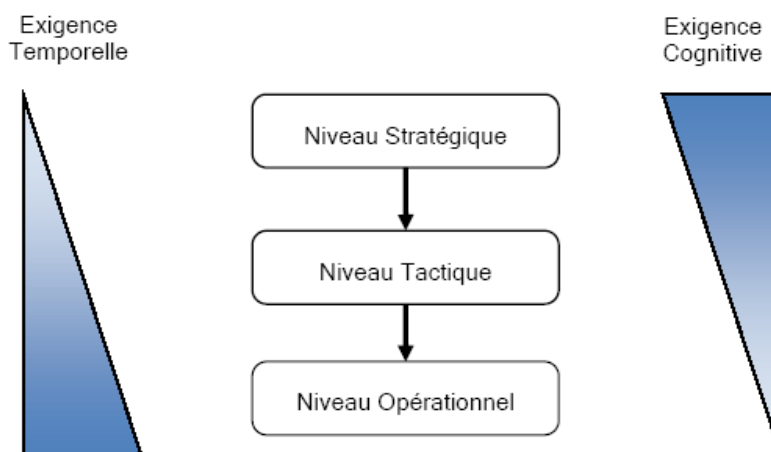 Exigence
Temporelle
Exigence
Cognitive
Niveau Stratégique
Niveau Tactique
Niveau Opérationnel